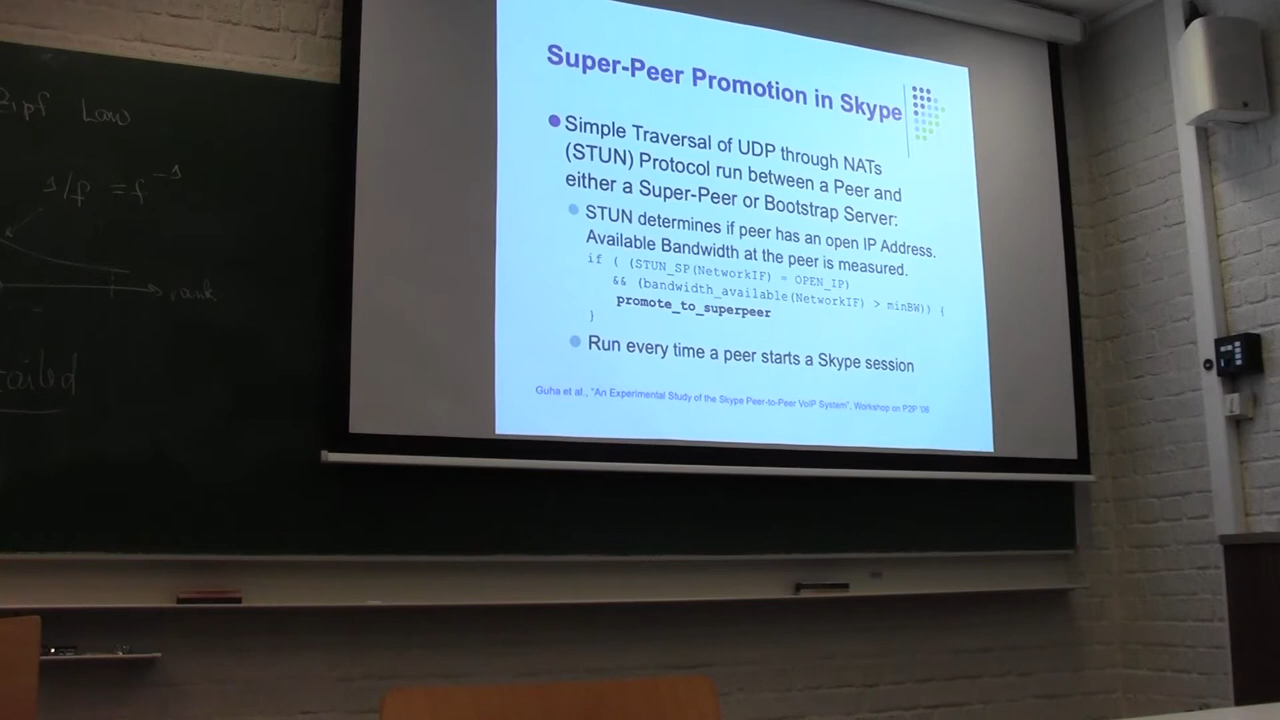 Zipf Law
1/f = f^-1
rank
tailed
Super-Peer Promotion in Skype
Simple Traversal of UDP through NATs
(STUN) Protocol run between a Peer and
either a Super-Peer or Bootstrap Server:
STUN determines if peer has an open IP Address.
Available Bandwidth at the peer is measured.
if ( (STUN_SP(NetworkIF) = OPEN_IP)
&& (bandwidth_available(NetworkIF) > minBW)) {
promote_to_superpeer
}
Run every time a peer starts a Skype session
Guha et al., "An Experimental Study of the Skype Peer-to-Peer VoIP System", Workshop on P2P '06